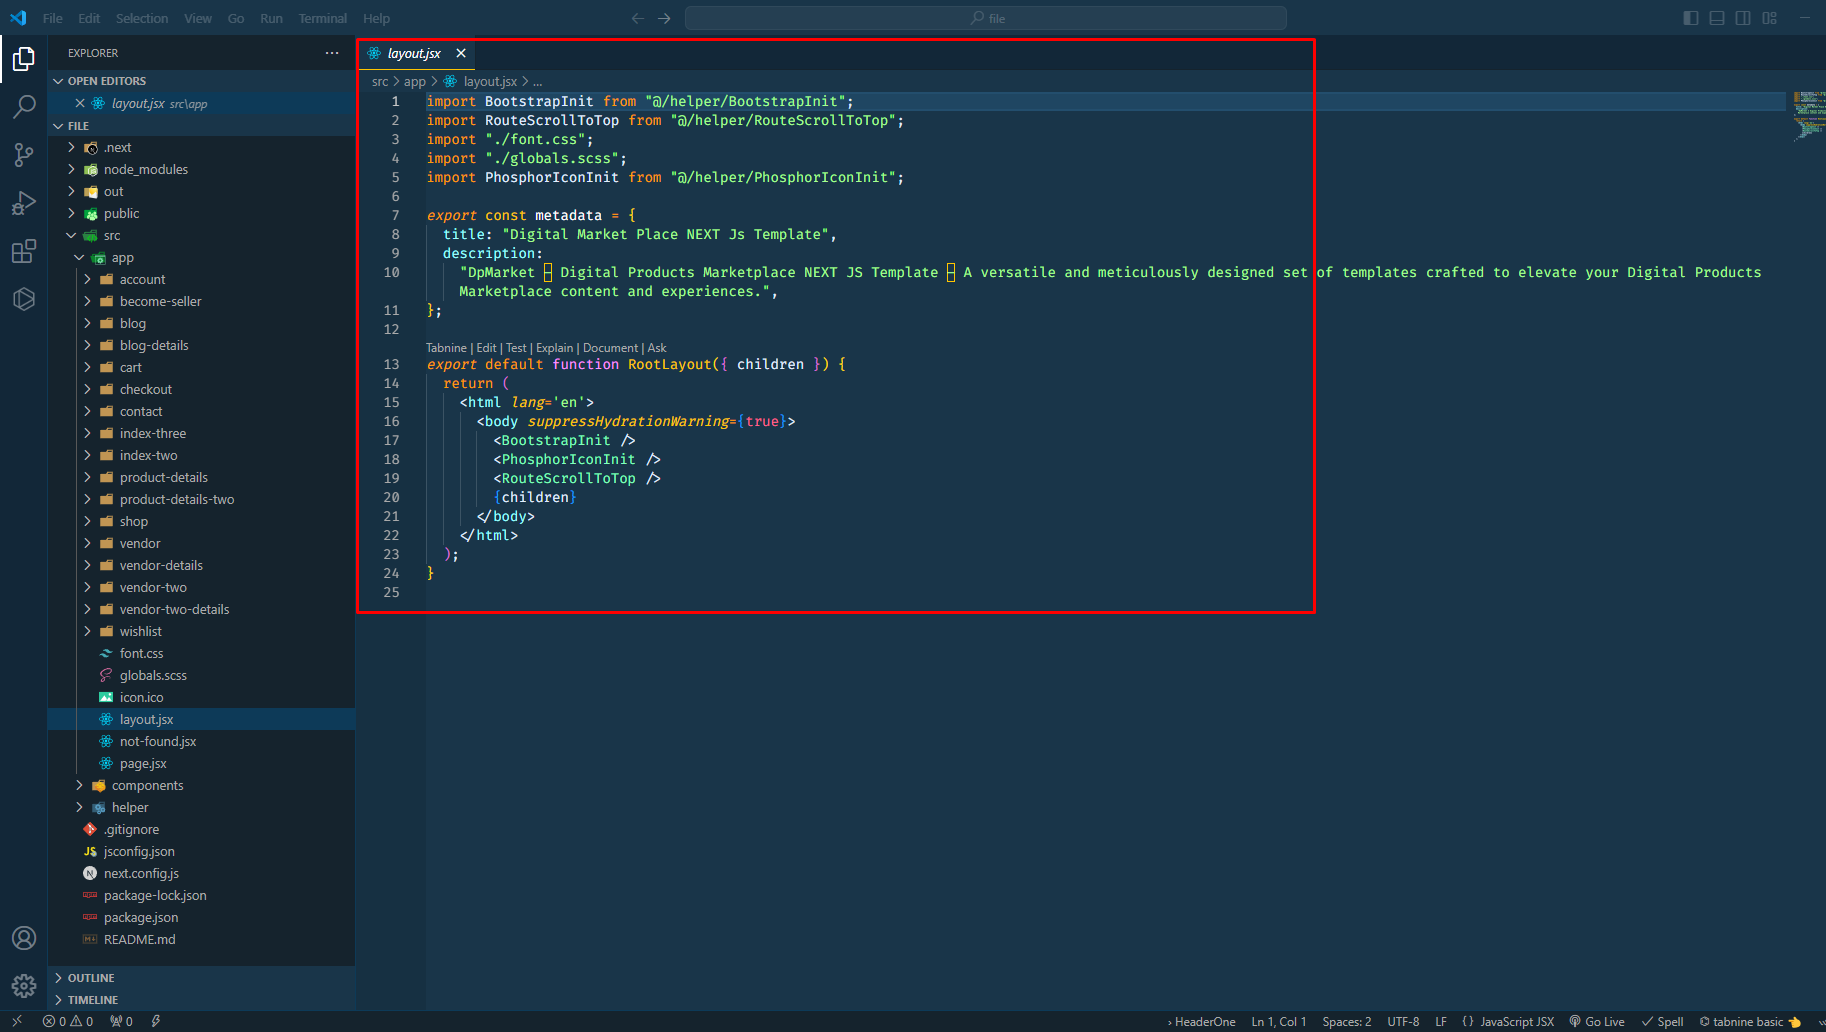 File Edit Selection View Go Run Terminal Help
file
EXPLORER
OPEN EDITORS
layout.jsx src\app
FILE
.next
node_modules
out
public
src
app
account
become-seller
blog
blog-details
cart
checkout
contact
index-three
index-two
product-details
product-details-two
shop
vendor
vendor-details
vendor-two
vendor-two-details
wishlist
font.css
globals.scss
icon.ico
layout.jsx
not-found.jsx
page.jsx
components
helper
.gitignore
jsconfig.json
next.config.js
package-lock.json
package.json
README.md
OUTLINE
TIMELINE
layout.jsx
src > app > layout.jsx > ...
1 import BootstrapInit from "@/helper/BootstrapInit";
2 import RouteScrollToTop from "@/helper/RouteScrollToTop";
3 import "./font.css";
4 import "./globals.scss";
5 import PhosphorIconInit from "@/helper/PhosphorIconInit";
6
7 export const metadata = {
8 title: "Digital Market Place NEXT Js Template",
9 description:
10 "DpMarket – Digital Products Marketplace NEXT JS Template – A versatile and meticulously designed set of templates crafted to elevate your Digital Products
Marketplace content and experiences.",
11 };
12
Tabnine | Edit | Test | Explain | Document | Ask
13 export default function RootLayout({ children }) {
14 return (
15 <html lang='en'>
16 <body suppressHydrationWarning={true}>
17 <BootstrapInit />
18 <PhosphorIconInit />
19 <RouteScrollToTop />
20 {children}
21 </body>
22 </html>
23 );
24 }
25
0 0 0 HeaderOne Ln 1, Col 1 Spaces: 2 UTF-8 LF {} JavaScript JSX Go Live Spell tabnine basic